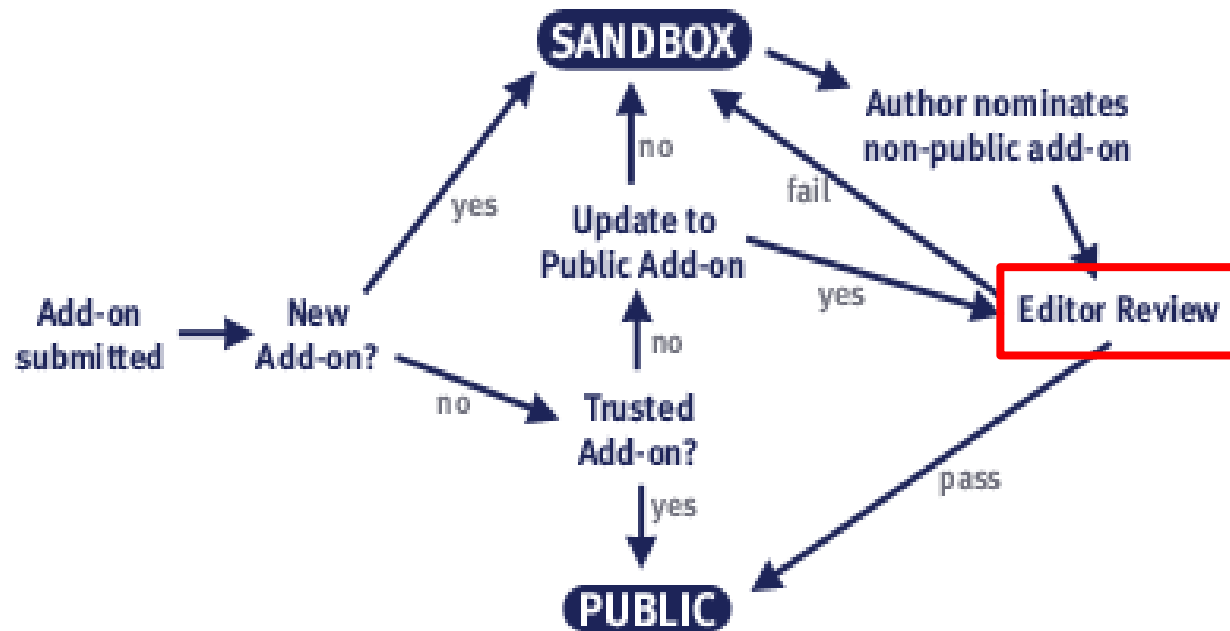 SANDBOX
Author nominates
non-public add-on
no
fail
yes
Update to
Public Add-on
yes
Add-on
submitted
New
Add-on?
Editor Review
no
no
Trusted
Add-on?
pass
yes
PUBLIC